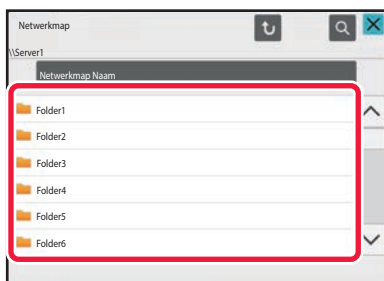 Netwerkmap
\\Server1
Netwerkmap Naam
Folder1
Folder2
Folder3
Folder4
Folder5
Folder6